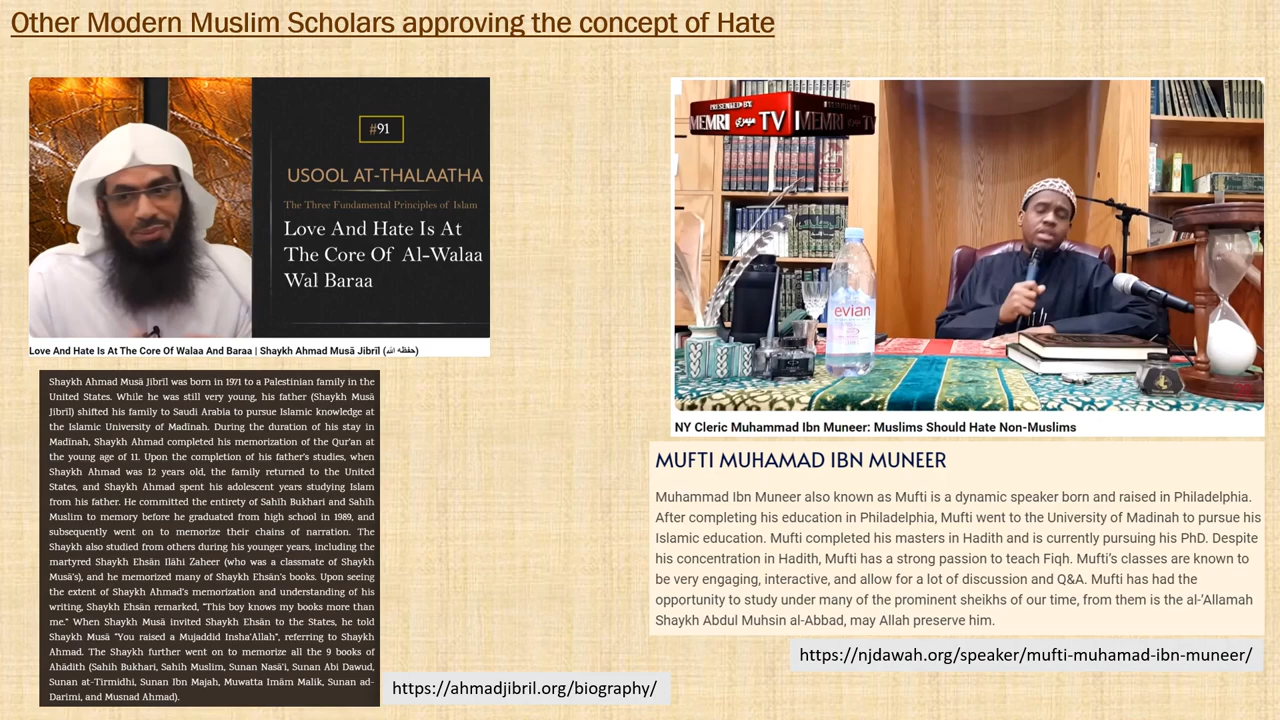 Other Modern Muslim Scholars approving the concept of Hate
#91
USOOL AT-THALAATHA
The Three Fundamental Principles of Islam
Love And Hate Is At
The Core Of Al-Walaa
Wal Baraa
Love And Hate Is At The Core Of Walaa And Baraa | Shaykh Ahmad Musā Jibrīl (حفظه الله)
Shaykh Ahmad Musā Jibrīl was born in 1971 to a Palestinian family in the
United States. While he was still very young, his father (Shaykh Musā
Jibrīl) shifted his family to Saudi Arabia to pursue Islamic knowledge at
the Islamic University of Madīnah. During the duration of his stay in
Madīnah, Shaykh Ahmad completed his memorization of the Qur'an at
the young age of 11. Upon the completion of his father's studies, when
Shaykh Ahmad was 12 years old, the family returned to the United
States, and Shaykh Ahmad spent his adolescent years studying Islam
from his father. He committed the entirety of Sahīh Bukhari and Sahīh
Muslim to memory before he graduated from high school in 1989, and
subsequently went on to memorize their chains of narration. The
Shaykh also studied from others during his younger years, including the
martyred Shaykh Ehsān Ilāhi Zaheer (who was a classmate of Shaykh
Musā's), and he memorized many of Shaykh Ehsān's books. Upon seeing
the extent of Shaykh Ahmad's memorization and understanding of his
writing, Shaykh Ehsān remarked, "This boy knows my books more than
me." When Shaykh Musā invited Shaykh Ehsān to the States, he told
Shaykh Musā "You raised a Mujaddid Insha'Allah", referring to Shaykh
Ahmad. The Shaykh further went on to memorize all the 9 books of
Ahādīth (Sahih Bukhari, Sahih Muslim, Sunan Nasā'i, Sunan Abi Dawud,
Sunan at-Tirmidhi, Sunan Ibn Majah, Muwatta Imām Malik, Sunan ad-
Darimi, and Musnad Ahmad).
https://ahmadjibril.org/biography/
PRESENTED BY
MEMRI ميمري TV MEMRI TV
evian
NY Cleric Muhammad Ibn Muneer: Muslims Should Hate Non-Muslims
MUFTI MUHAMAD IBN MUNEER
Muhammad Ibn Muneer also known as Mufti is a dynamic speaker born and raised in Philadelphia.
After completing his education in Philadelphia, Mufti went to the University of Madinah to pursue his
Islamic education. Mufti completed his masters in Hadith and is currently pursuing his PhD. Despite
his concentration in Hadith, Mufti has a strong passion to teach Fiqh. Mufti's classes are known to
be very engaging, interactive, and allow for a lot of discussion and Q&A. Mufti has had the
opportunity to study under many of the prominent sheikhs of our time, from them is the al-'Allamah
Shaykh Abdul Muhsin al-Abbad, may Allah preserve him.
https://njdawah.org/speaker/mufti-muhamad-ibn-muneer/